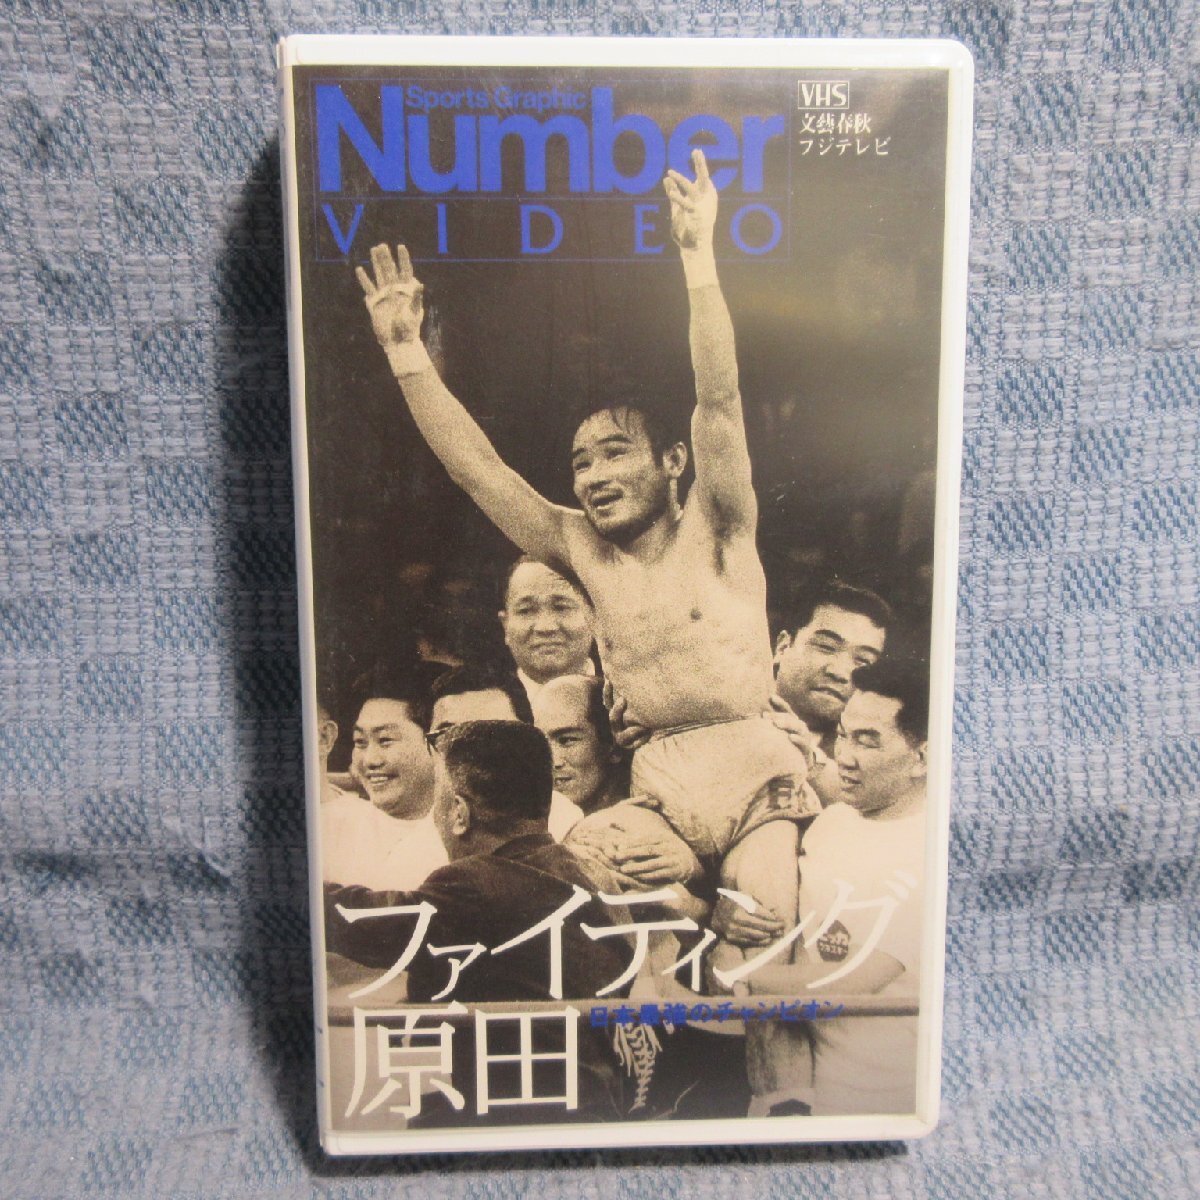 Sports Graphic
Number
VIDEO
VHS
文藝春秋
フジテレビ
ファイティング
原田
日本最強のチャンピオン